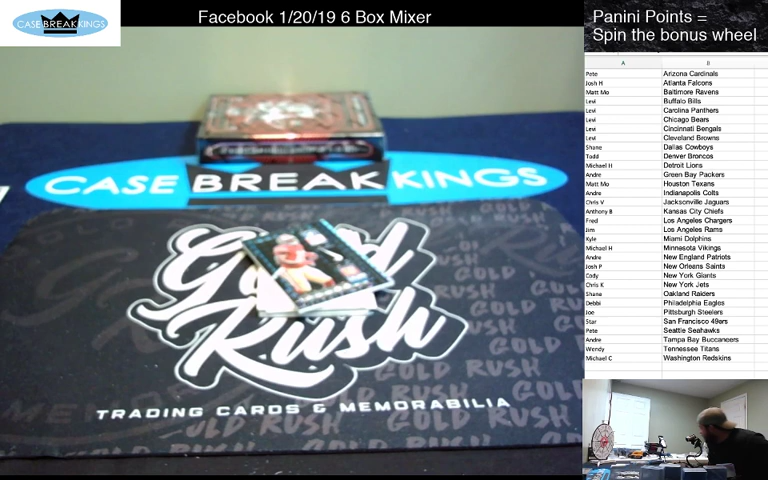 Facebook 1/20/19 6 Box Mixer
CASE BREAK KINGS
Panini Points =
Spin the bonus wheel
A B
Pete Arizona Cardinals
Josh H Atlanta Falcons
Matt Mo Baltimore Ravens
Levi Buffalo Bills
Levi Carolina Panthers
Levi Chicago Bears
Levi Cincinnati Bengals
Levi Cleveland Browns
Shane Dallas Cowboys
Todd Denver Broncos
Michael H Detroit Lions
Andre Green Bay Packers
Matt Mo Houston Texans
Andre Indianapolis Colts
Chris V Jacksonville Jaguars
Anthony B Kansas City Chiefs
Fred Los Angeles Chargers
Jim Los Angeles Rams
Kyle Miami Dolphins
Michael H Minnesota Vikings
Andre New England Patriots
Josh P New Orleans Saints
Cody New York Giants
Chris K New York Jets
Shane Oakland Raiders
Debbi Philadelphia Eagles
Joe Pittsburgh Steelers
Star San Francisco 49ers
Pete Seattle Seahawks
Andre Tampa Bay Buccaneers
Wendy Tennessee Titans
Michael C Washington Redskins
CASE BREAK KINGS
Gold
Rush
TRADING CARDS & MEMORABILIA
GOLD RUSH
GOLD RUSH
GOLD RUSH
GOLD RUSH